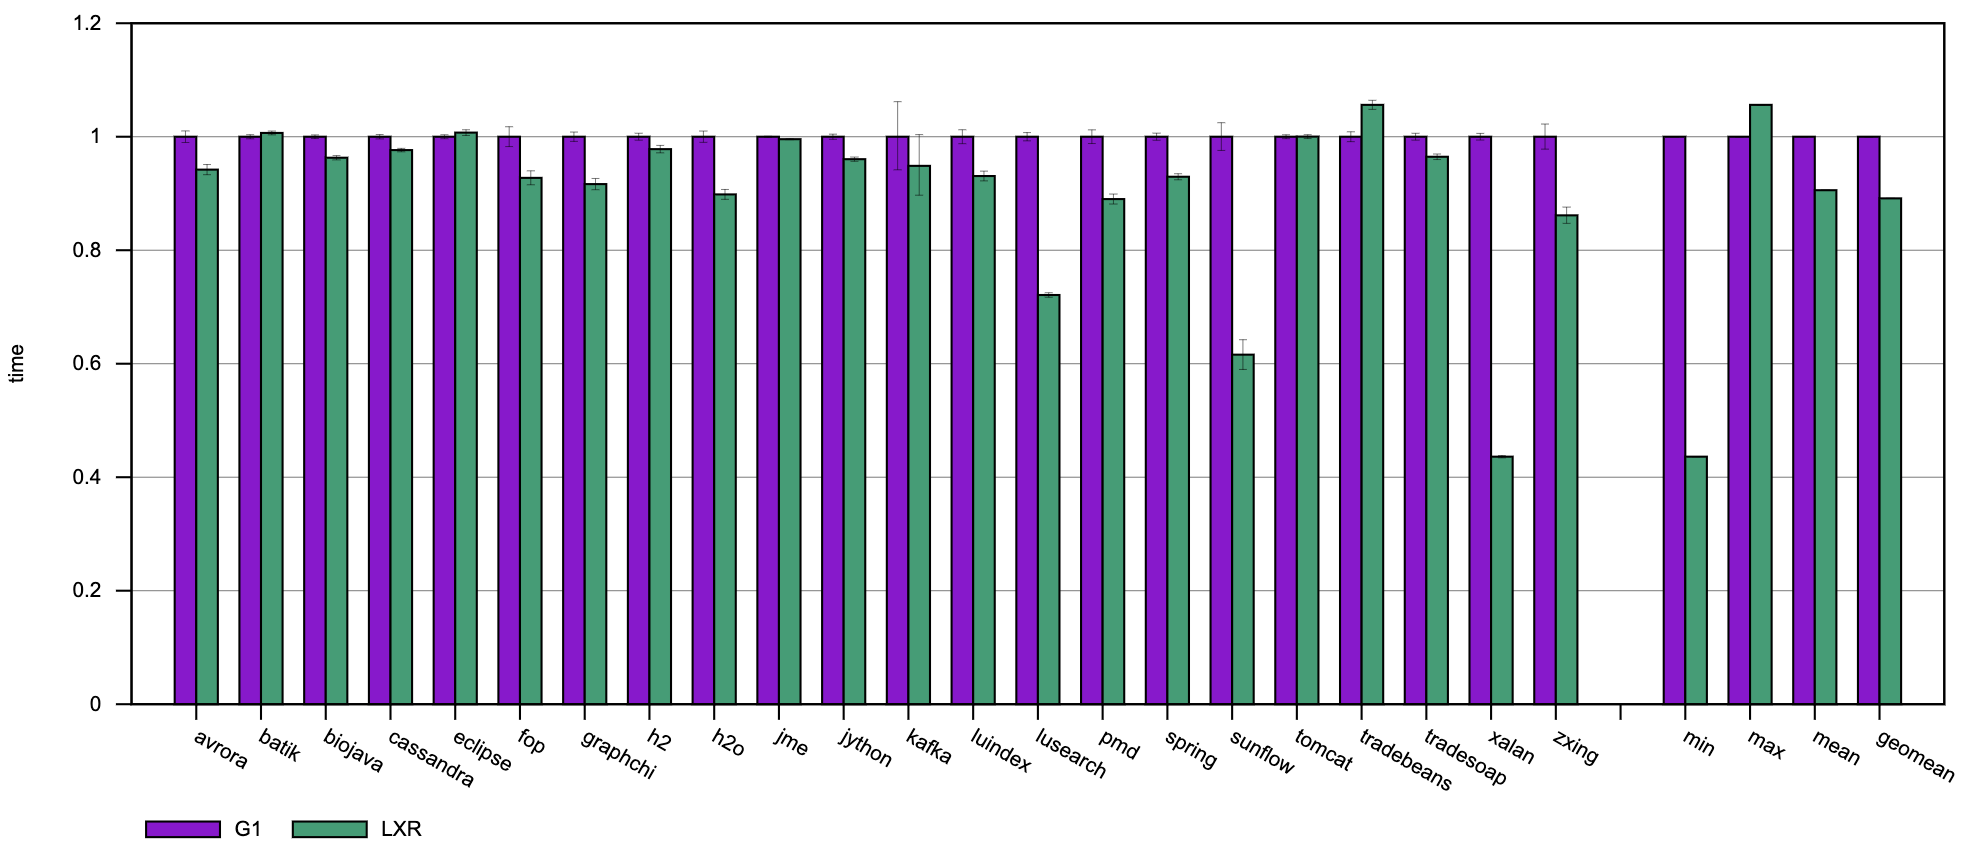 1.2
1
0.8
0.6
0.4
0.2
0
time
avrora
batik
biojava
cassandra
eclipse
fop
graphchi
h2
h2o
jme
jython
kafka
luindex
lusearch
pmd
spring
sunflow
tomcat
tradebeans
tradesoap
xalan
zxing
min
max
mean
geomean
G1
LXR